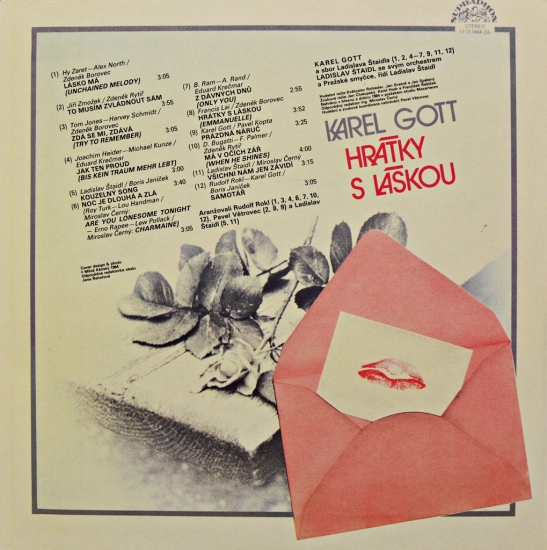 SUPRAPHON
STEREO
(1) Hy Zaret—Alex North /
Zdeněk Borovec
LÁSKO MÁ 3:05
(UNCHAINED MELODY)
(2) Jiří Zmožek / Zdeněk Rytíř
TO MUSÍM ZVLÁDNOUT SÁM 3:55
(3) Tom Jones—Harvey Schmidt /
Zdeněk Borovec
ZDÁ SE MI, ZDÁVÁ 3:05
(TRY TO REMEMBER)
(4) Joachim Heider—Michael Kunze /
Eduard Krečmar
JAK TEN PROUD
(BIS KEIN TRAUM MEHR LEBT) 3:00
(5) Ladislav Štaidl / Boris Janíček
KOUZELNÝ SONG 3:40
(6) NOC JE DLOUHÁ A ZLÁ
(Roy Turk—Lou Handman /
Miroslav Černý:
ARE YOU LONESOME TONIGHT
— Erno Rapee—Lew Pollack / 3:05
Miroslav Černý: CHARMAINE)
(7) B. Ram—A. Rand /
Eduard Krečmar
Z DÁVNÝCH DNŮ 2:55
(ONLY YOU)
(8) Francis Lai / Zdeněk Borovec
HRÁTKY S LÁSKOU 3:52
(EMMANUELLE)
(9) Karel Gott / Pavel Kopta
PRÁZDNÁ NÁRUČ 3:25
(10) D. Bugatti—F. Palmer /
Zdeněk Rytíř
MÁ V OČÍCH ZÁŘ
(WHEN HE SHINES) 4:00
(11) Ladislav Štaidl / Miroslav Černý
VŠICHNI NÁM JEN ZÁVIDÍ 3:15
(12) Rudolf Rokl—Karel Gott /
Boris Janíček
SAMOTÁŘ 3:05
Aranžovali Rudolf Rokl (1, 3, 4, 6, 7, 10,
12), Pavel Větrovec (2, 8, 9) a Ladislav
Štaidl (5, 11)
KAREL GOTT
a sbor Ladislava Štaidla (1, 2, 4—7, 9, 11, 12)
LADISLAV ŠTAIDL se svým orchestrem
a Pražské smyčce, řídí Ladislav Štaidl
KAREL GOTT
HRÁTKY
S LÁSKOU
Cover design & photo
Odpovědná redaktorka obalu